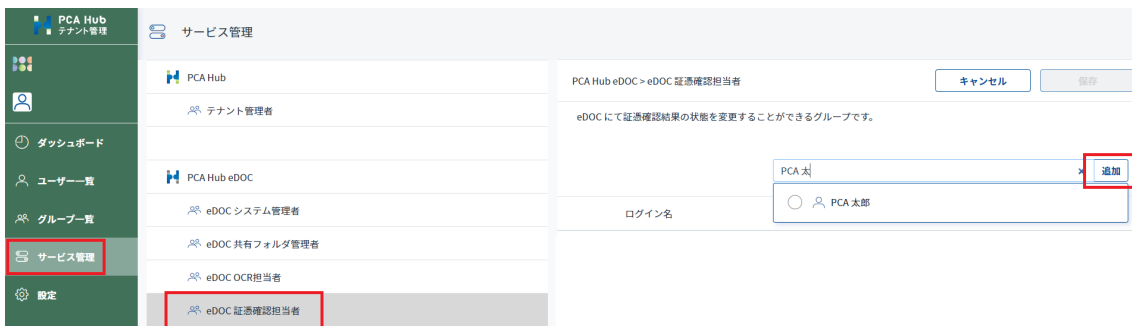 PCA Hub
テナント管理
サービス管理
ダッシュボード
ユーザー一覧
グループ一覧
サービス管理
設定
PCA Hub
テナント管理者
PCA Hub eDOC
eDOC システム管理者
eDOC 共有フォルダ管理者
eDOC OCR担当者
eDOC 証憑確認担当者
PCA Hub eDOC > eDOC 証憑確認担当者
キャンセル
保存
eDOC にて証憑確認結果の状態を変更することができるグループです。
PCA 太
追加
PCA 太郎
ログイン名